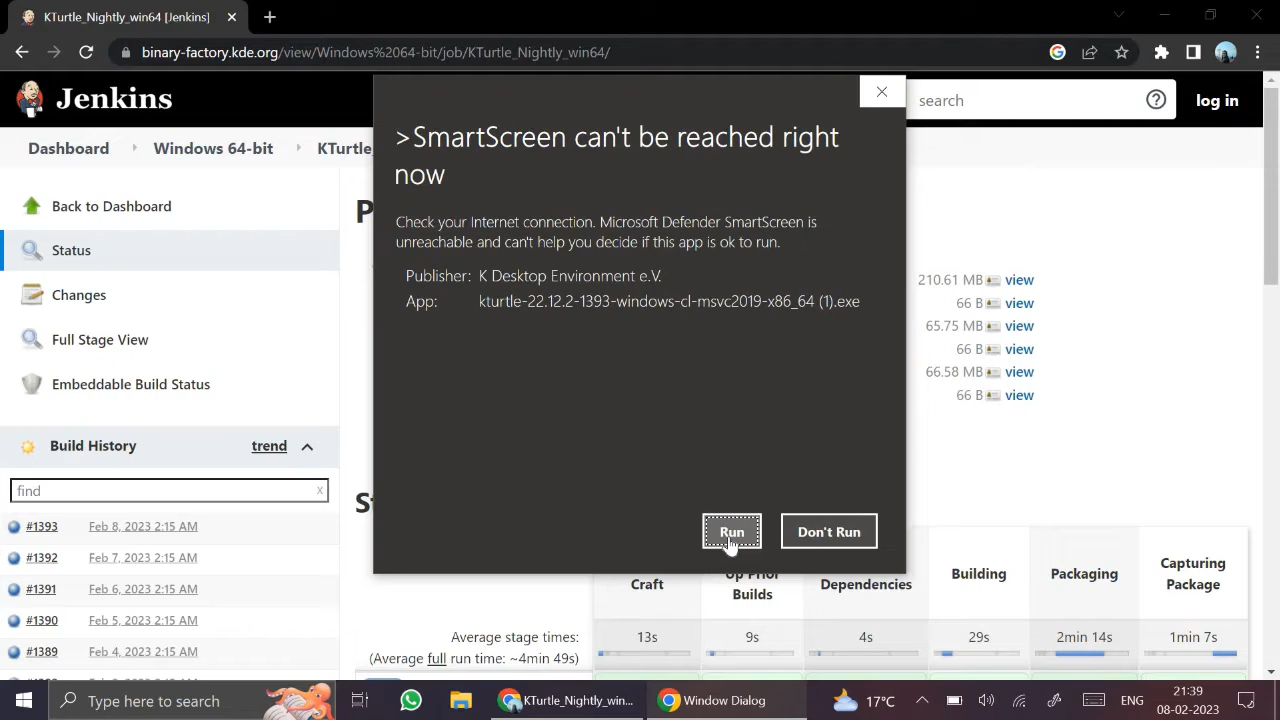 KTurtle_Nightly_win64 [Jenkins]
binary-factory.kde.org/view/Windows%2064-bit/job/KTurtle_Nightly_win64/
Jenkins
search
log in
Dashboard
Windows 64-bit
KTurtle_
Back to Dashboard
Status
Changes
Full Stage View
Embeddable Build Status
Build History
trend
find
x
#1393 Feb 8, 2023 2:15 AM
#1392 Feb 7, 2023 2:15 AM
#1391 Feb 6, 2023 2:15 AM
#1390 Feb 5, 2023 2:15 AM
#1389 Feb 4, 2023 2:15 AM
>SmartScreen can't be reached right
now
Check your Internet connection. Microsoft Defender SmartScreen is
unreachable and can't help you decide if this app is ok to run.
Publisher: K Desktop Environment e.V.
App: kturtle-22.12.2-1393-windows-cl-msvc2019-x86_64 (1).exe
Run
Don't Run
210.61 MB view
66 B view
65.75 MB view
66 B view
66.58 MB view
66 B view
Craft
Up Prior
Builds
Dependencies
Building
Packaging
Capturing
Package
Average stage times:
(Average full run time: ~4min 49s)
13s
9s
4s
29s
2min 14s
1min 7s
Type here to search
KTurtle_Nightly_win...
Window Dialog
17°C
ENG
21:39
08-02-2023